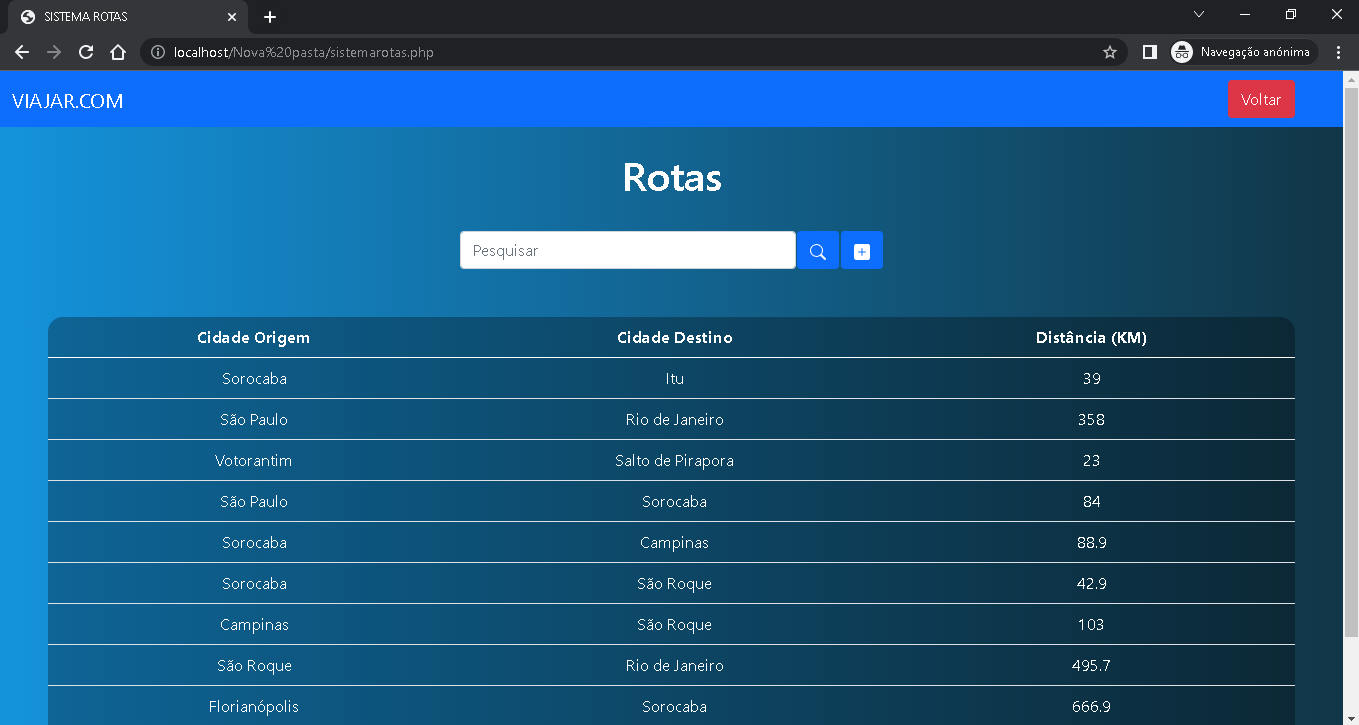 SISTEMA ROTAS
localhost/Nova%20pasta/sistemarotas.php
Navegação anónima
VIAJAR.COM
Voltar
Rotas
Pesquisar
Cidade Origem Cidade Destino Distância (KM)
Sorocaba Itu 39
São Paulo Rio de Janeiro 358
Votorantim Salto de Pirapora 23
São Paulo Sorocaba 84
Sorocaba Campinas 88.9
Sorocaba São Roque 42.9
Campinas São Roque 103
São Roque Rio de Janeiro 495.7
Florianópolis Sorocaba 666.9